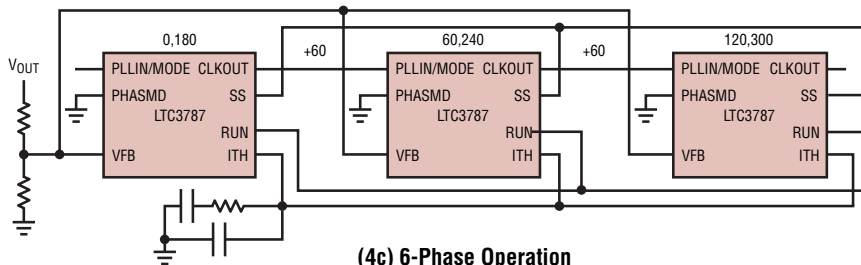 0,180
60,240
120,300
+60
+60
VOUT
PLLIN/MODE CLKOUT
PHASMD SS
LTC3787
RUN
VFB ITH
PLLIN/MODE CLKOUT
PHASMD SS
LTC3787
RUN
VFB ITH
PLLIN/MODE CLKOUT
PHASMD SS
LTC3787
RUN
VFB ITH
(4c) 6-Phase Operation